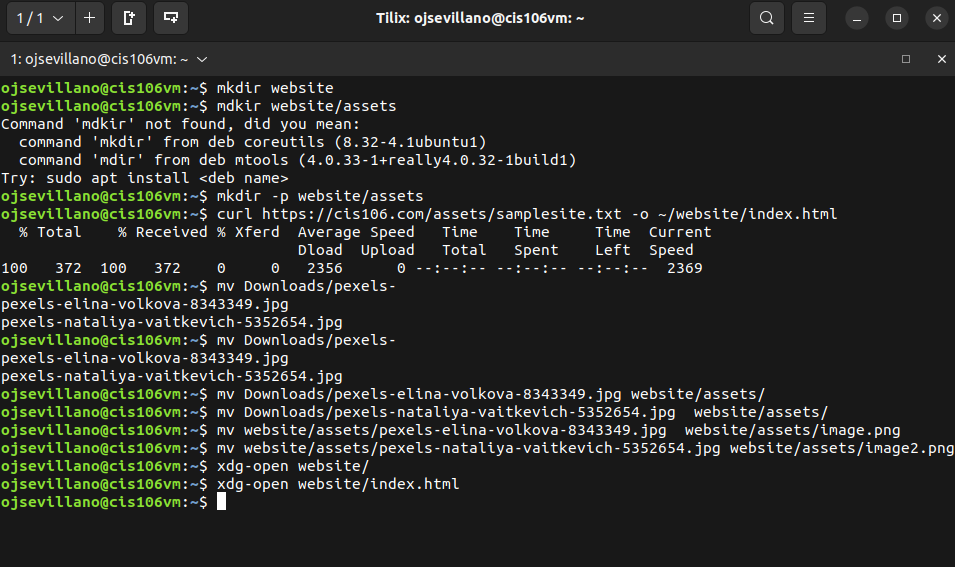 1 / 1
Tilix: ojsevillano@cis106vm: ~
1: ojsevillano@cis106vm: ~
ojsevillano@cis106vm:~$ mkdir website
ojsevillano@cis106vm:~$ mdkir website/assets
Command 'mdkir' not found, did you mean:
  command 'mkdir' from deb coreutils (8.32-4.1ubuntu1)
  command 'mdir' from deb mtools (4.0.33-1+really4.0.32-1build1)
Try: sudo apt install <deb name>
ojsevillano@cis106vm:~$ mkdir -p website/assets
ojsevillano@cis106vm:~$ curl https://cis106.com/assets/samplesite.txt -o ~/website/index.html
  % Total    % Received % Xferd  Average Speed   Time    Time     Time  Current
                                 Dload  Upload   Total   Spent    Left  Speed
100   372  100   372    0     0   2356      0 --:--:-- --:--:-- --:--:--  2369
ojsevillano@cis106vm:~$ mv Downloads/pexels-
pexels-elina-volkova-8343349.jpg
pexels-nataliya-vaitkevich-5352654.jpg
ojsevillano@cis106vm:~$ mv Downloads/pexels-
pexels-elina-volkova-8343349.jpg
pexels-nataliya-vaitkevich-5352654.jpg
ojsevillano@cis106vm:~$ mv Downloads/pexels-elina-volkova-8343349.jpg website/assets/
ojsevillano@cis106vm:~$ mv Downloads/pexels-nataliya-vaitkevich-5352654.jpg  website/assets/
ojsevillano@cis106vm:~$ mv website/assets/pexels-elina-volkova-8343349.jpg  website/assets/image.png
ojsevillano@cis106vm:~$ mv website/assets/pexels-nataliya-vaitkevich-5352654.jpg website/assets/image2.png
ojsevillano@cis106vm:~$ xdg-open website/
ojsevillano@cis106vm:~$ xdg-open website/index.html
ojsevillano@cis106vm:~$